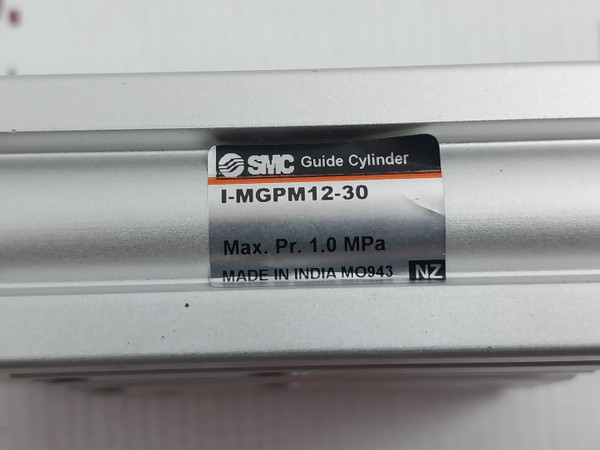 SMC Guide Cylinder
I-MGPM12-30
Max. Pr. 1.0 MPa
MADE IN INDIA MO943 NZ